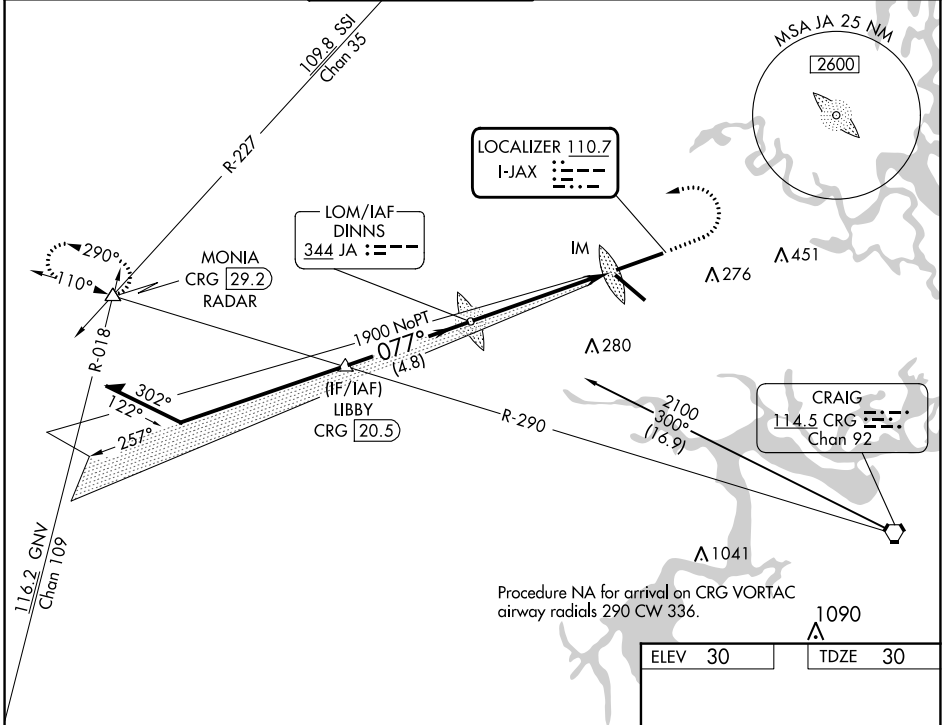 109.8 SSI
Chan 35
MSA JA 25 NM
2600
R-227
LOCALIZER 110.7
I-JAX
LOM/IAF
DINNS
344 JA
IM
290°
110°
MONIA
CRG 29.2
RADAR
451
276
R-018
1900 NoPT
077°
(4.8)
280
302°
122°
257°
(IF/IAF)
LIBBY
CRG 20.5
R-290
2100
300°
(16.9)
CRAIG
114.5 CRG
Chan 92
116.2 GNV
Chan 109
1041
Procedure NA for arrival on CRG VORTAC
airway radials 290 CW 336.
1090
ELEV 30
TDZE 30